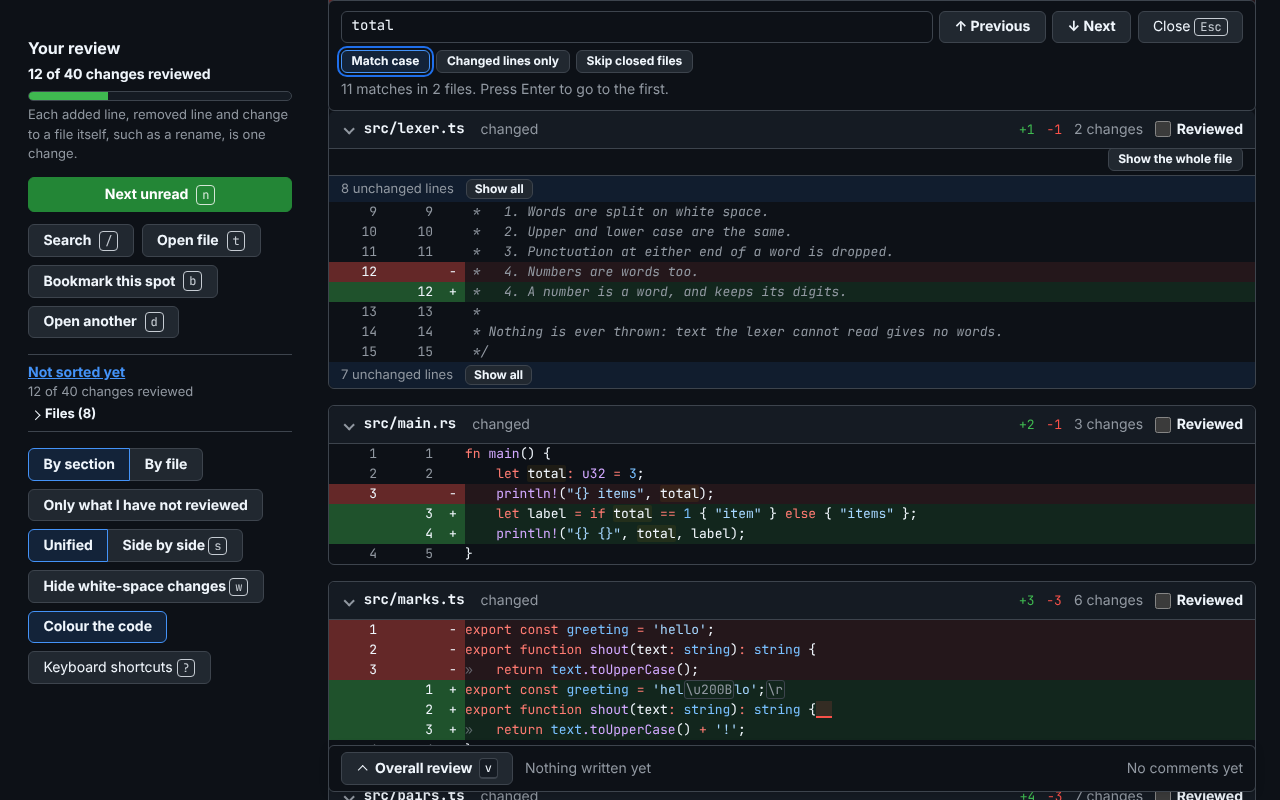 Your review
12 of 40 changes reviewed
Each added line, removed line and change
to a file itself, such as a rename, is one
change.
Next unread n
Search / Open file t
Bookmark this spot b
Open another d
Not sorted yet
12 of 40 changes reviewed
Files (8)
By section By file
Only what I have not reviewed
Unified Side by side s
Hide white-space changes w
Colour the code
Keyboard shortcuts ?
total
↑ Previous ↓ Next Close Esc
Match case Changed lines only Skip closed files
11 matches in 2 files. Press Enter to go to the first.
src/lexer.ts changed +1 -1 2 changes Reviewed
Show the whole file
8 unchanged lines Show all
9 9 *   1. Words are split on white space.
10 10 *   2. Upper and lower case are the same.
11 11 *   3. Punctuation at either end of a word is dropped.
12 - *   4. Numbers are words too.
12 + *   4. A number is a word, and keeps its digits.
13 13 *
14 14 * Nothing is ever thrown: text the lexer cannot read gives no words.
15 15 */
7 unchanged lines Show all
src/main.rs changed +2 -1 3 changes Reviewed
1 1 fn main() {
2 2     let total: u32 = 3;
3 -     println!("{} items", total);
3 +     let label = if total == 1 { "item" } else { "items" };
4 +     println!("{} {}", total, label);
4 5 }
src/marks.ts changed +3 -3 6 changes Reviewed
1 - export const greeting = 'hello';
2 - export function shout(text: string): string {
3 - »   return text.toUpperCase();
1 + export const greeting = 'hel\u200Blo';\r
2 + export function shout(text: string): string {
3 + »   return text.toUpperCase() + '!';
Overall review v Nothing written yet No comments yet
src/pairs.ts changed +4 -3 7 changes Reviewed